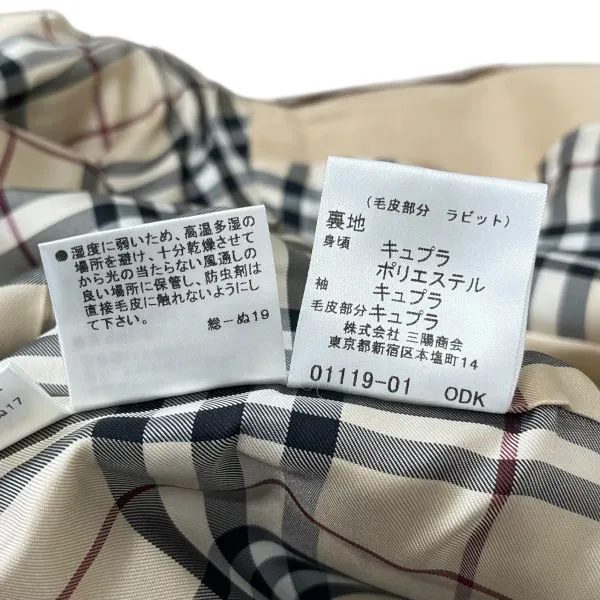 ●湿度に弱いため、高温多湿の
場所を避け、十分乾燥させて
から光の当たらない風通しの
良い場所に保管し、防虫剤は
直接毛皮に触れないようにし
て下さい。
総－ぬ19
(毛皮部分 ラビット)
裏地
身頃 キュプラ
ポリエステル
袖 キュプラ
毛皮部分キュプラ
株式会社 三陽商会
東京都新宿区本塩町14
01119-01 ODK
ぬ17